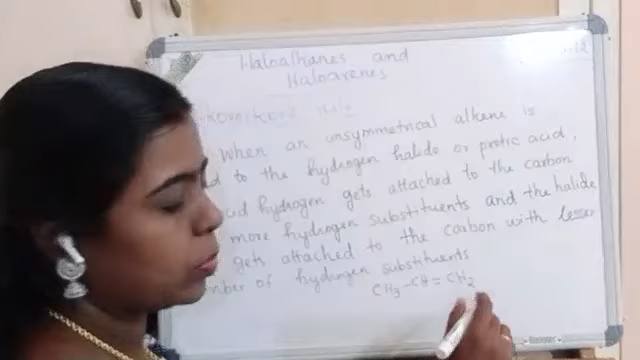 Haloalkanes and
Haloarenes
12
Rule
When an unsymmetrical alkene is
to the hydrogen halide or protic acid,
hydrogen gets attached to the carbon
more hydrogen substituents and the halide
gets attached to the carbon with lesser
of hydrogen substituents
CH₃-CH=CH₂